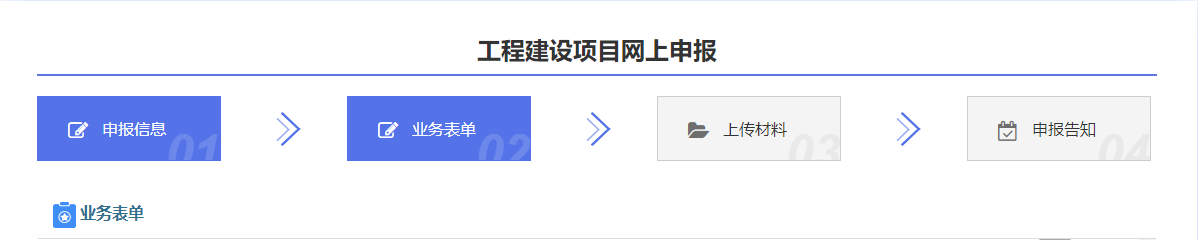 工程建设项目网上申报
申报信息 01
业务表单 02
上传材料 03
申报告知 04
业务表单